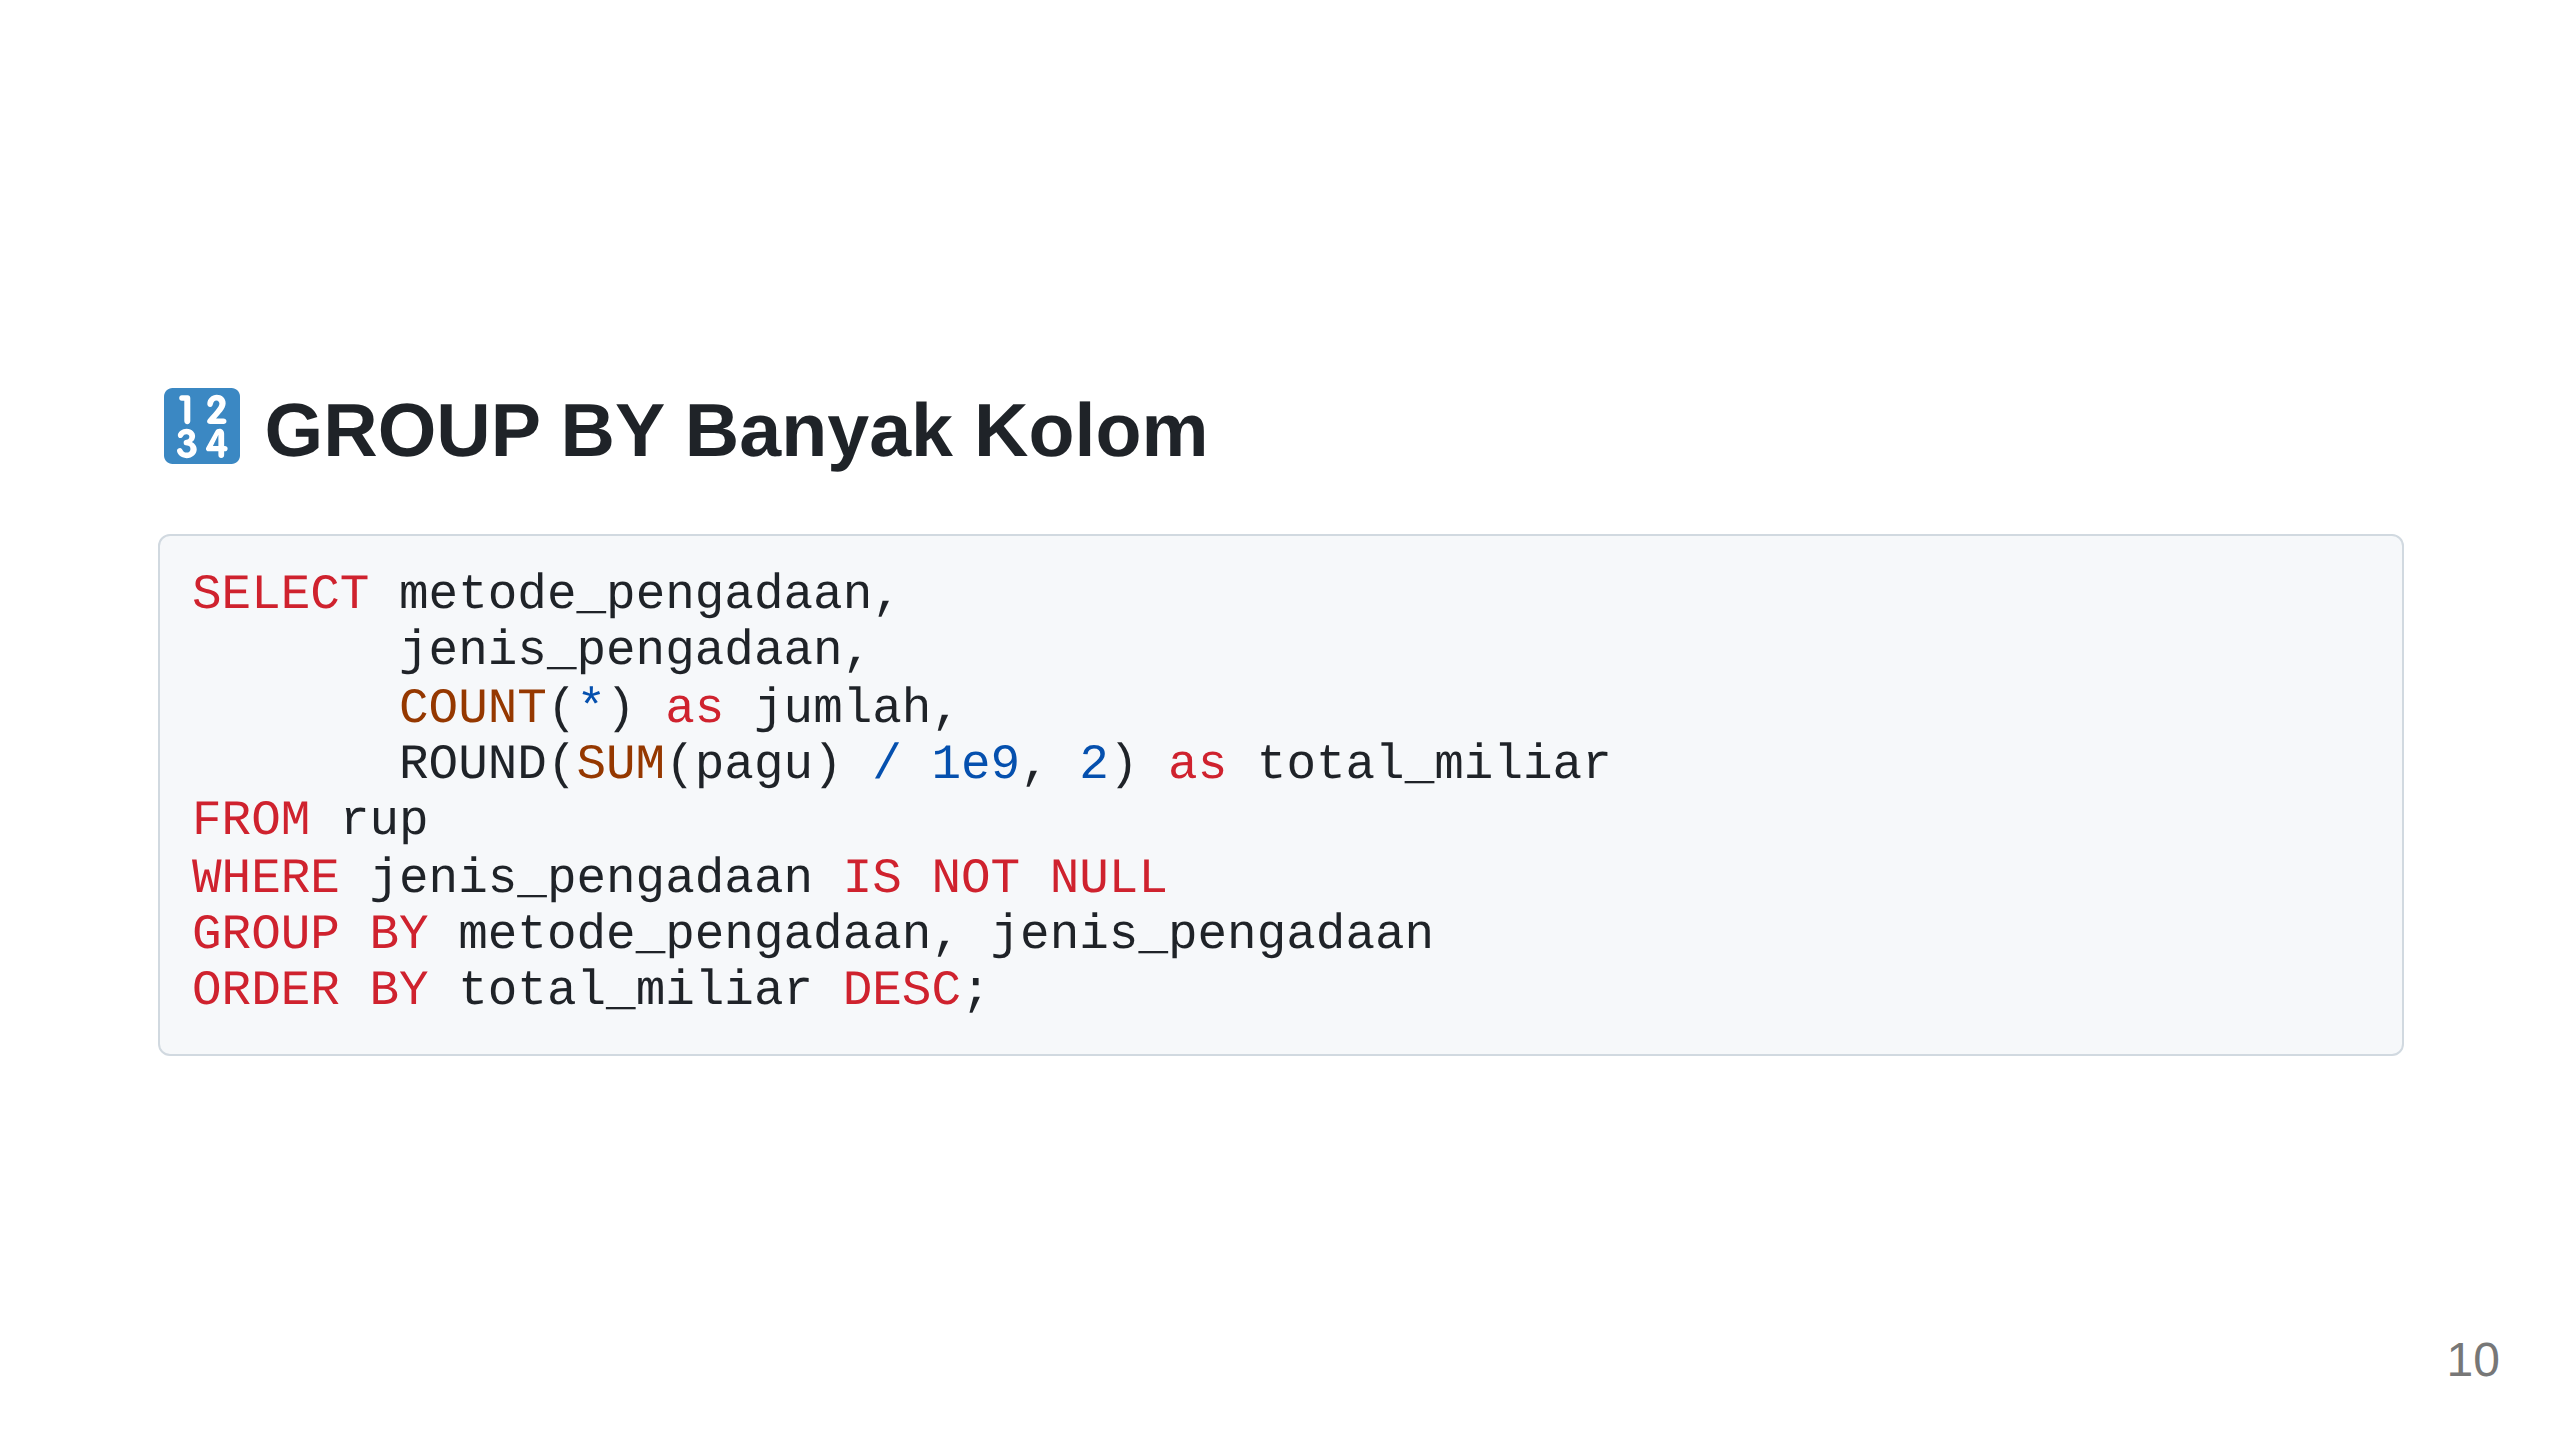 🔢 GROUP BY Banyak Kolom
SELECT metode_pengadaan,
       jenis_pengadaan,
       COUNT(*) as jumlah,
       ROUND(SUM(pagu) / 1e9, 2) as total_miliar
FROM rup
WHERE jenis_pengadaan IS NOT NULL
GROUP BY metode_pengadaan, jenis_pengadaan
ORDER BY total_miliar DESC;
10